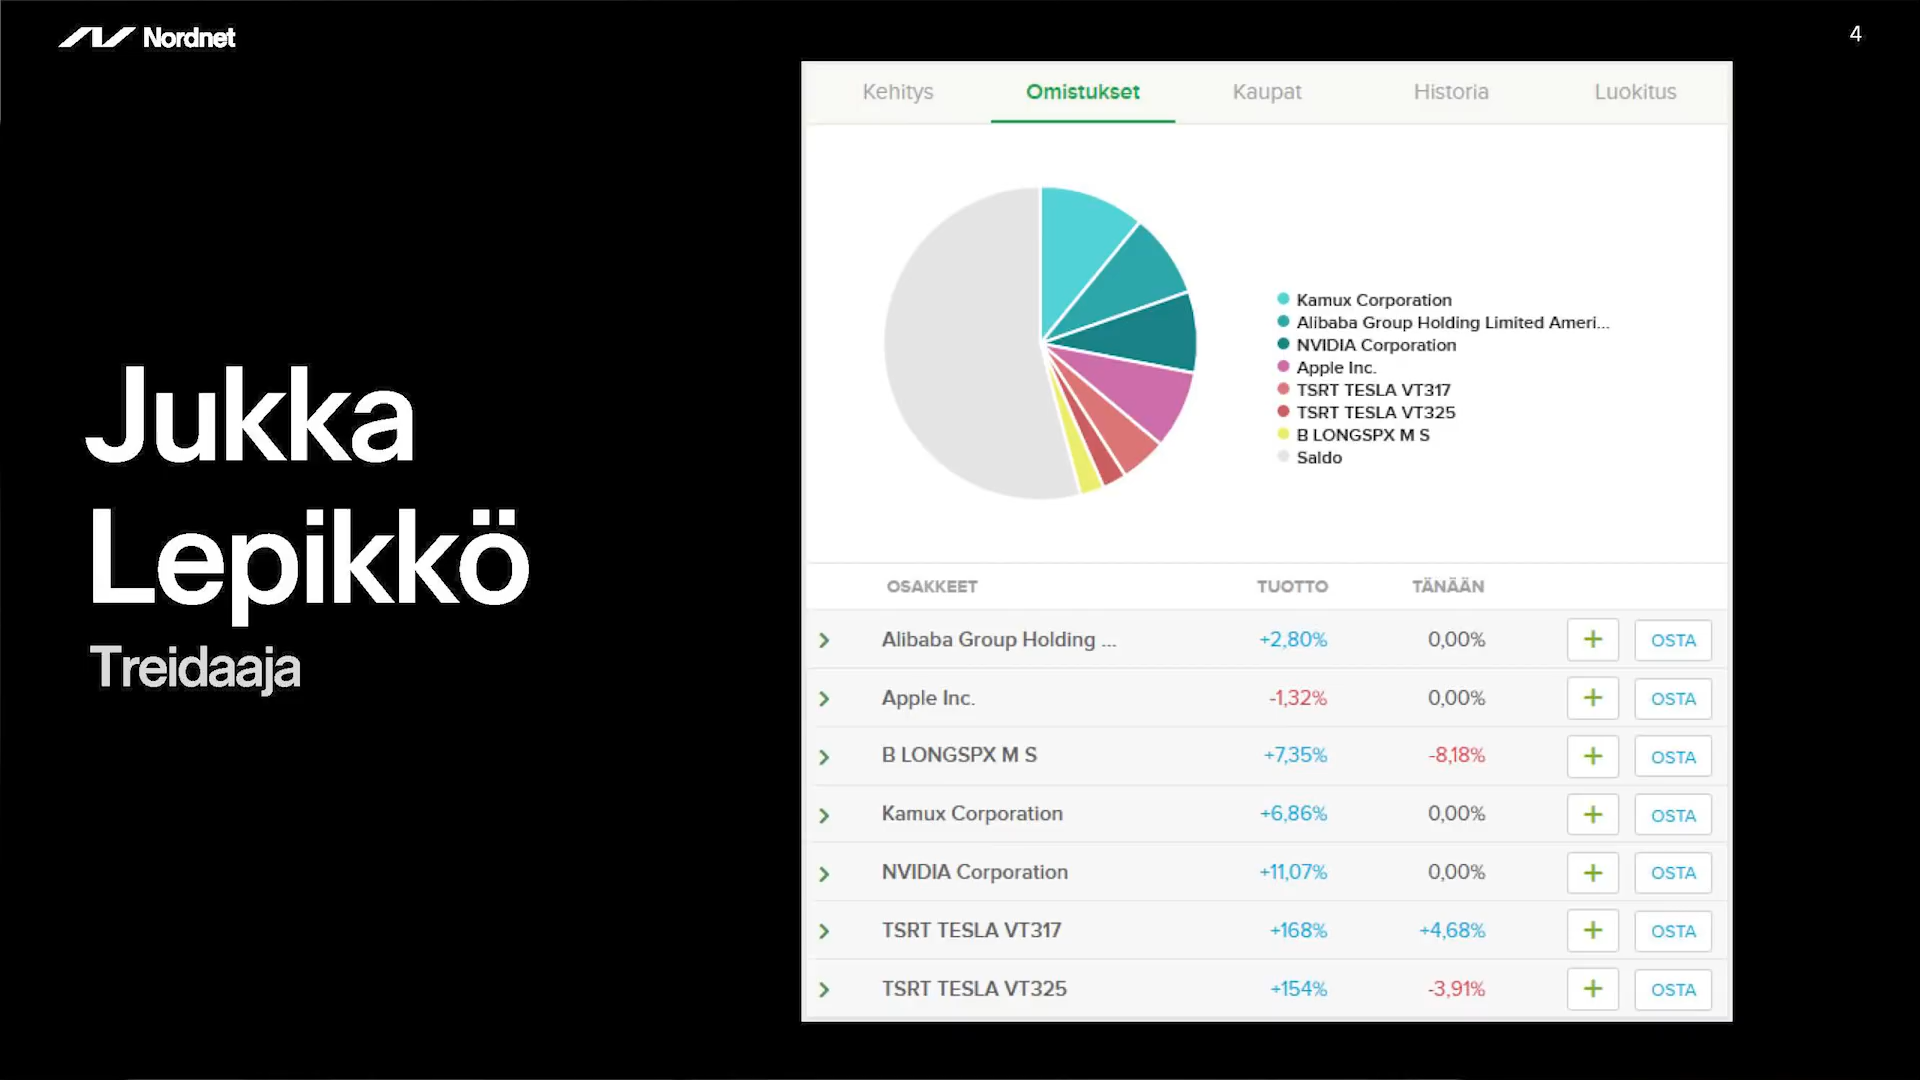 Nordnet
4
Jukka
Lepikkö
Treidaaja
Kehitys Omistukset Kaupat Historia Luokitus
Kamux Corporation
Alibaba Group Holding Limited Ameri...
NVIDIA Corporation
Apple Inc.
TSRT TESLA VT317
TSRT TESLA VT325
B LONGSPX M S
Saldo
OSAKKEET TUOTTO TÄNÄÄN
Alibaba Group Holding ... +2,80% 0,00% + OSTA
Apple Inc. -1,32% 0,00% + OSTA
B LONGSPX M S +7,35% -8,18% + OSTA
Kamux Corporation +6,86% 0,00% + OSTA
NVIDIA Corporation +11,07% 0,00% + OSTA
TSRT TESLA VT317 +168% +4,68% + OSTA
TSRT TESLA VT325 +154% -3,91% + OSTA